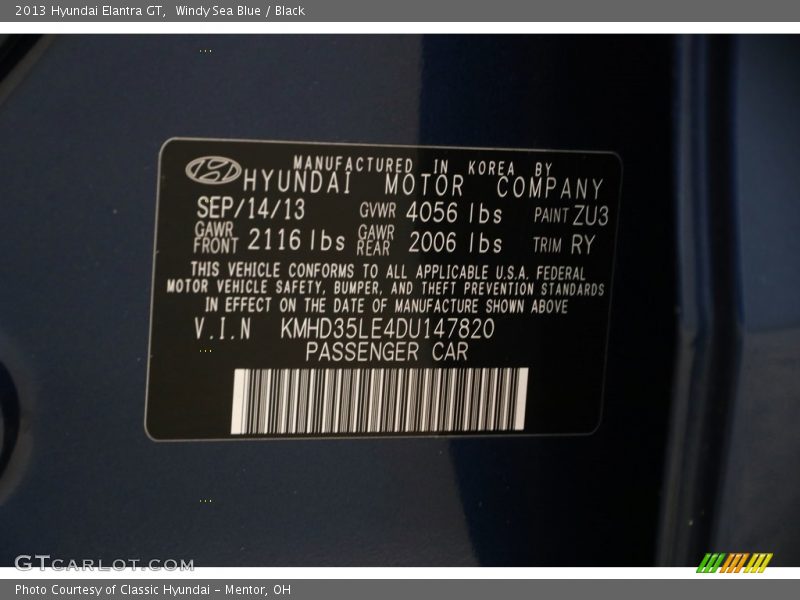 2013 Hyundai Elantra GT,  Windy Sea Blue / Black
MANUFACTURED IN KOREA BY
HYUNDAI MOTOR COMPANY
SEP/14/13 GVWR 4056 lbs PAINT ZU3
GAWR FRONT 2116 lbs GAWR REAR 2006 lbs TRIM RY
THIS VEHICLE CONFORMS TO ALL APPLICABLE U.S.A. FEDERAL
MOTOR VEHICLE SAFETY, BUMPER, AND THEFT PREVENTION STANDARDS
IN EFFECT ON THE DATE OF MANUFACTURE SHOWN ABOVE
V.I.N KMHD35LE4DU147820
PASSENGER CAR
GTCARLOT.COM
Photo Courtesy of Classic Hyundai - Mentor, OH